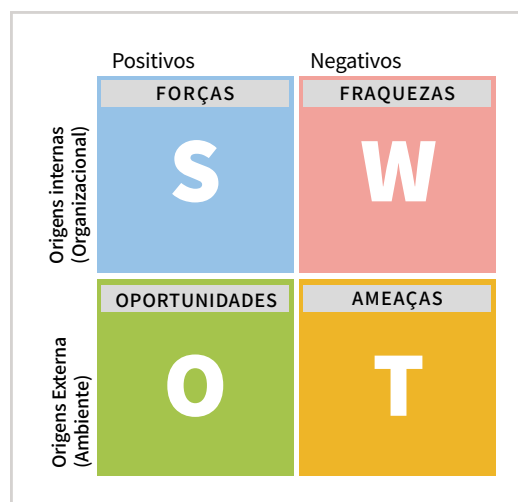 Positivos
Negativos
Origens internas
(Organizacional)
FORÇAS
S
FRAQUEZAS
W
Origens Externa
(Ambiente)
OPORTUNIDADES
O
AMEAÇAS
T